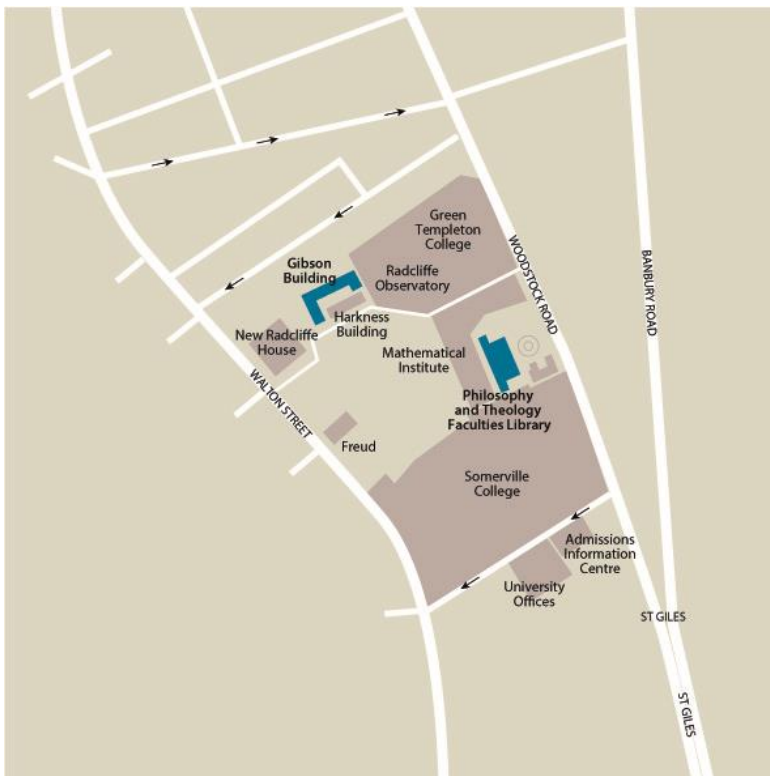 Green
Templeton
College
WOODSTOCK ROAD
BANBURY ROAD
Gibson
Building
Radcliffe
Observatory
Harkness
Building
New Radcliffe
House
Mathematical
Institute
WALTON STREET
Philosophy
and Theology
Faculties Library
Freud
Somerville
College
Admissions
Information
Centre
University
Offices
ST GILES
ST GILES